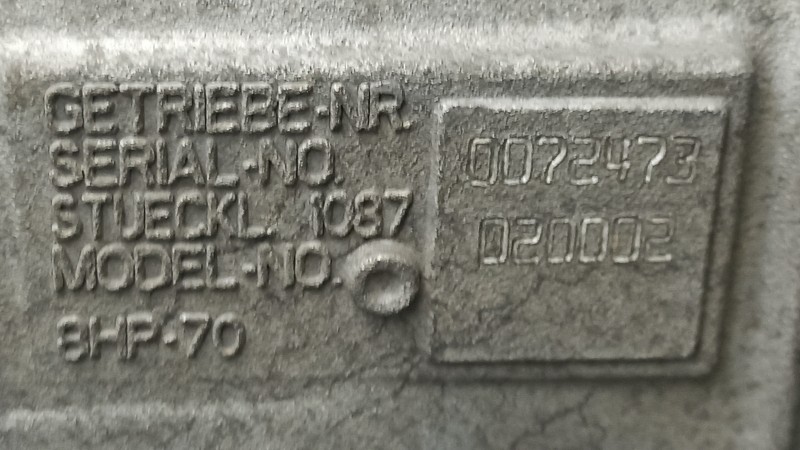 GETRIEBE-NR.
SERIAL-NO. 0072473
STUECKL. 1087 020002
MODEL-NO.
8HP-70